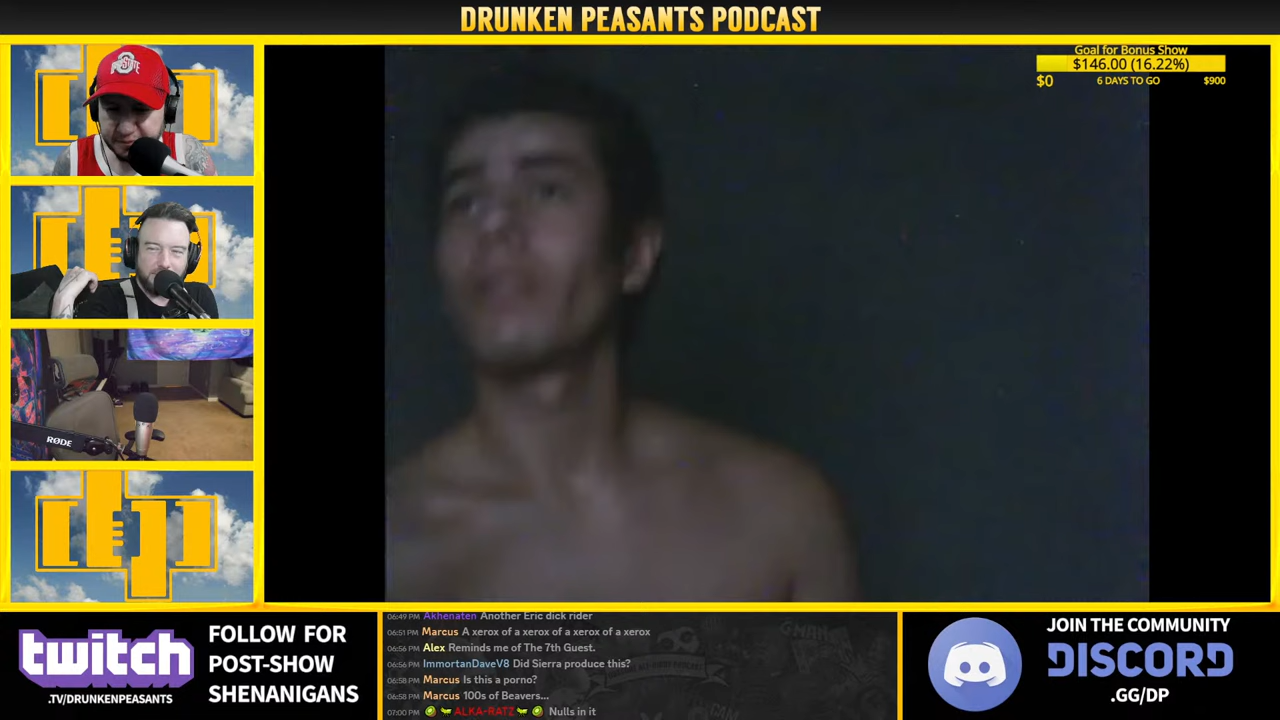 DRUNKEN PEASANTS PODCAST
Goal for Bonus Show
$146.00 (16.22%)
$0 6 DAYS TO GO $900
RØDE
twitch
.TV/DRUNKENPEASANTS
FOLLOW FOR
POST-SHOW
SHENANIGANS
06:49 PM Akhenaten Another Eric dick rider
06:51 PM Marcus A xerox of a xerox of a xerox of a xerox
06:56 PM Alex Reminds me of The 7th Guest.
06:56 PM ImmortanDaveV8 Did Sierra produce this?
06:58 PM Marcus Is this a porno?
06:58 PM Marcus 100s of Beavers...
07:00 PM ALKA-RATZ Nulls in it
JOIN THE COMMUNITY
DISCORD
.GG/DP